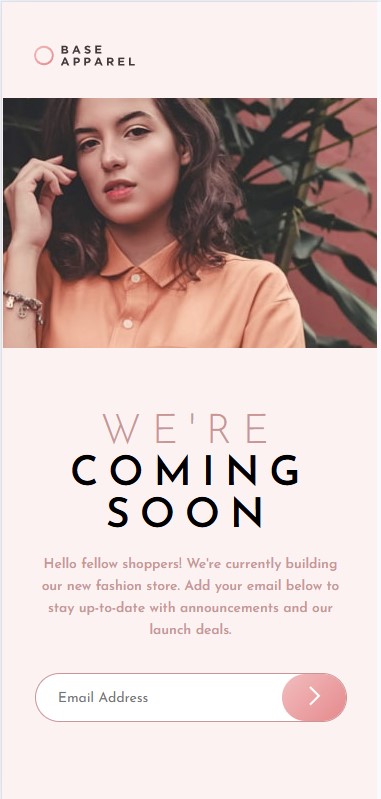 BASE
APPAREL
WE'RE
COMING
SOON
Hello fellow shoppers! We're currently building
our new fashion store. Add your email below to
stay up-to-date with announcements and our
launch deals.
Email Address